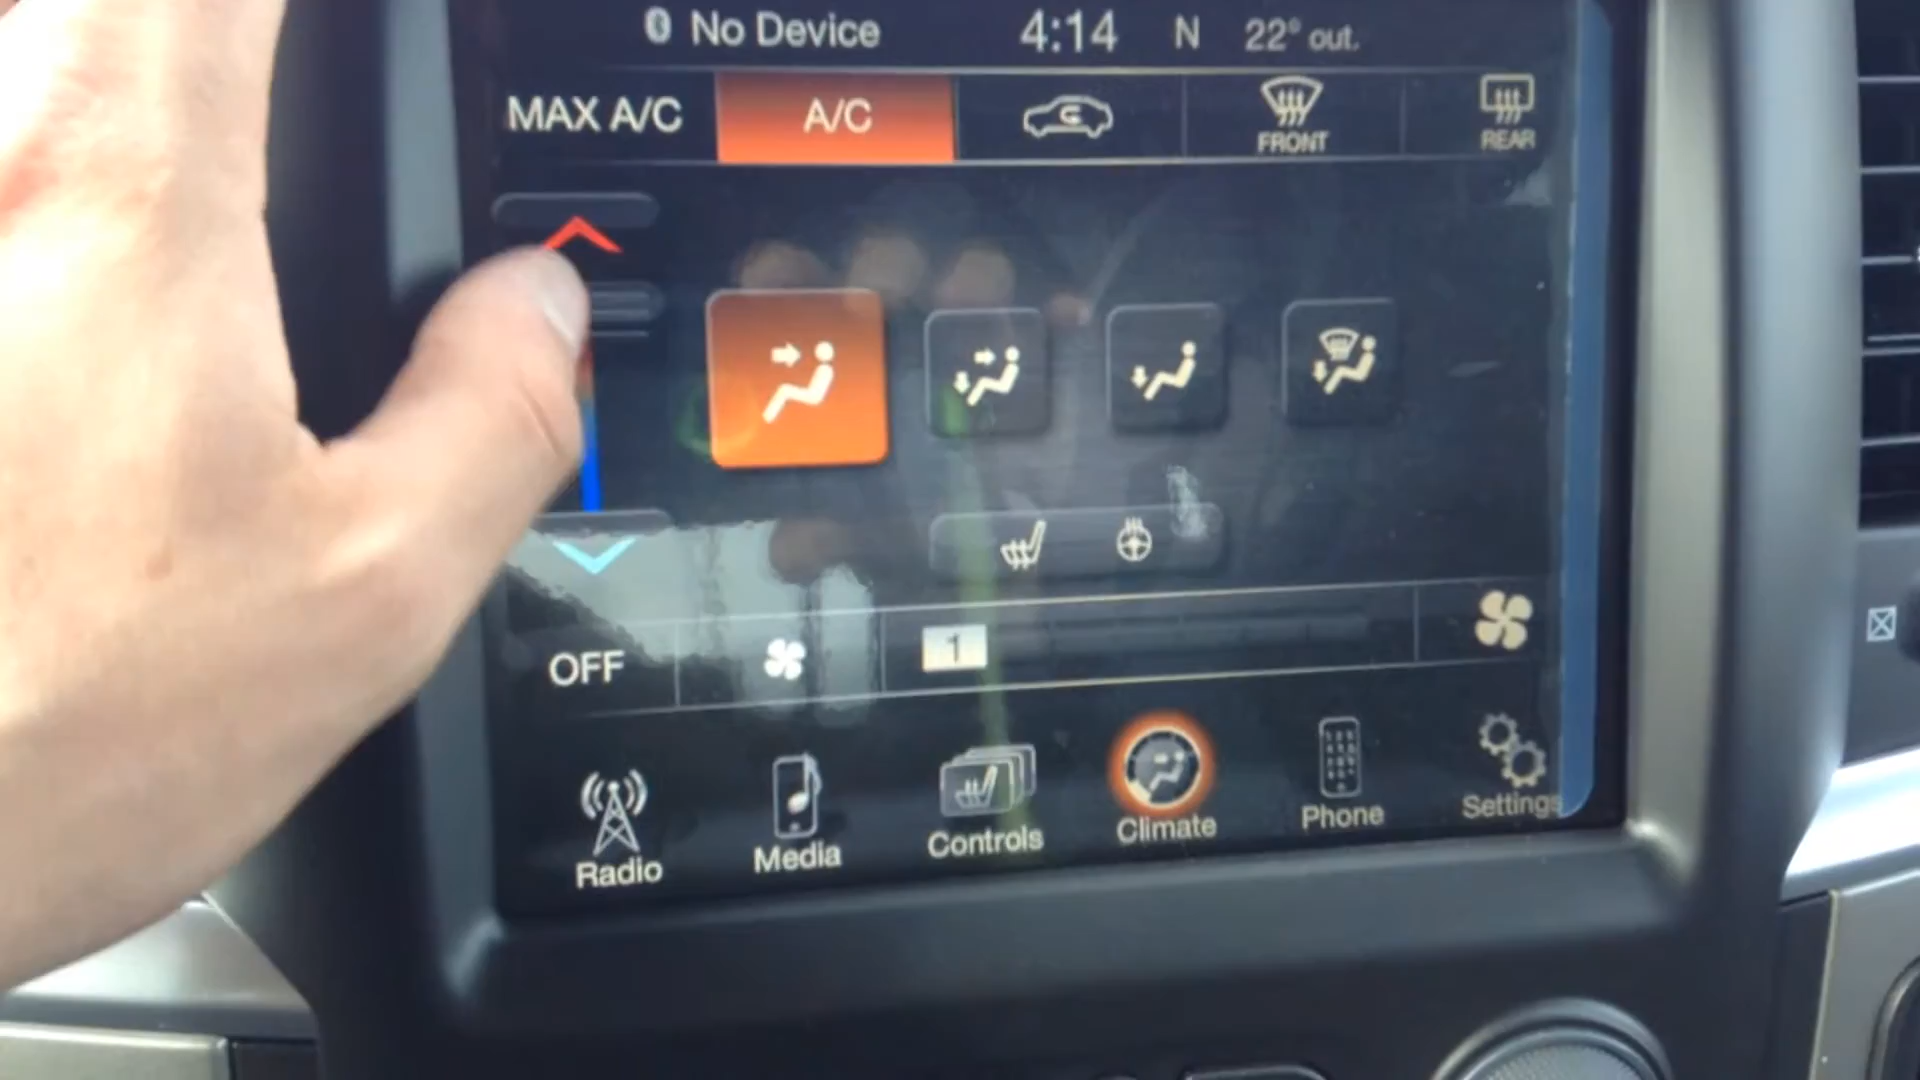 No Device 4:14 N 22° out.
MAX A/C A/C FRONT REAR
OFF 1
Radio Media Controls Climate Phone Settings